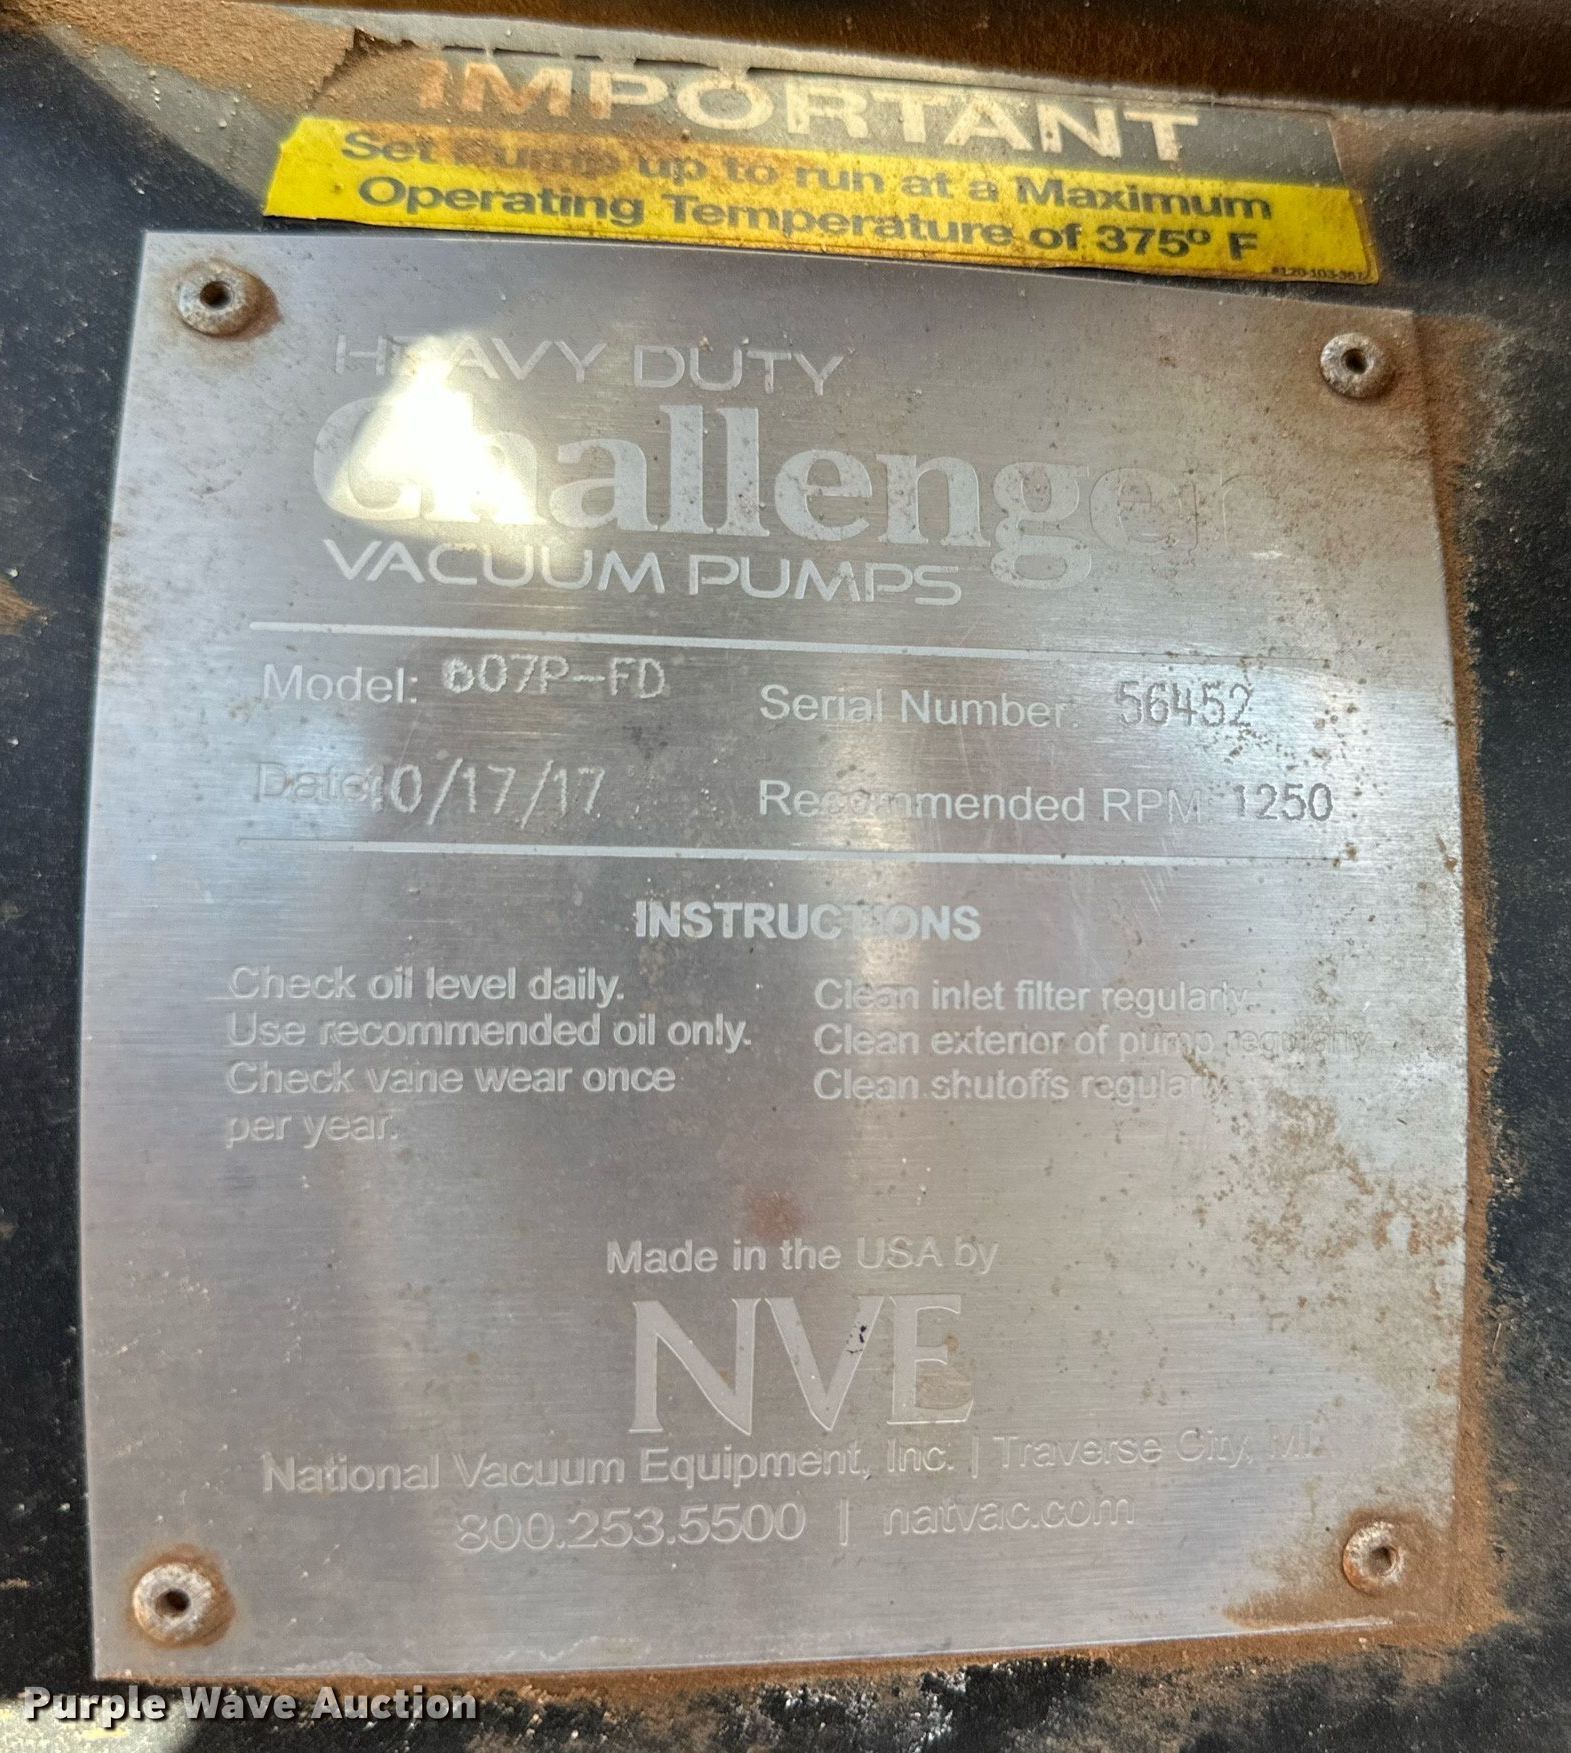 IMPORTANT
Set Pump up to run at a Maximum
Operating Temperature of 375º F
HEAVY DUTY
Challenger
VACUUM PUMPS
Model: 607P-FD
Serial Number: 56452
Date: 10/17/17
Recommended RPM: 1250
INSTRUCTIONS
Check oil level daily.
Use recommended oil only.
Check vane wear once
per year.
Clean inlet filter regularly.
Clean exterior of pump regularly.
Clean shutoffs regularly.
Made in the USA by
NVE
National Vacuum Equipment, Inc. | Traverse City, MI
800.253.5500 | natvac.com
Purple Wave Auction